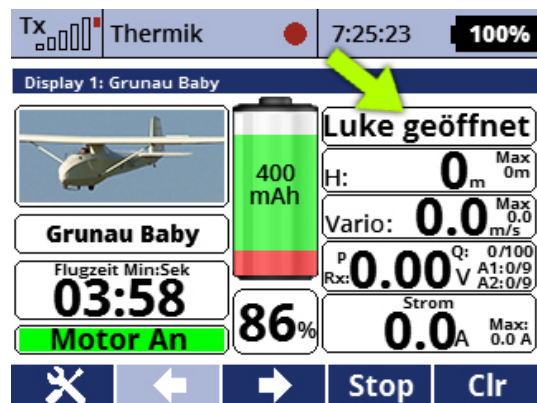 Tx Thermik 7:25:23 100%
Display 1: Grunau Baby
Luke geöffnet
400
mAh
H: 0m Max
0m
Vario: 0.0 Max
0.0
m/s
Grunau Baby
P
Rx: 0.00V Q: 0/100
A1:0/9
A2:0/9
Flugzeit Min:Sek
03:58
Motor An
86%
Strom
0.0A Max:
0.0 A
Stop Clr